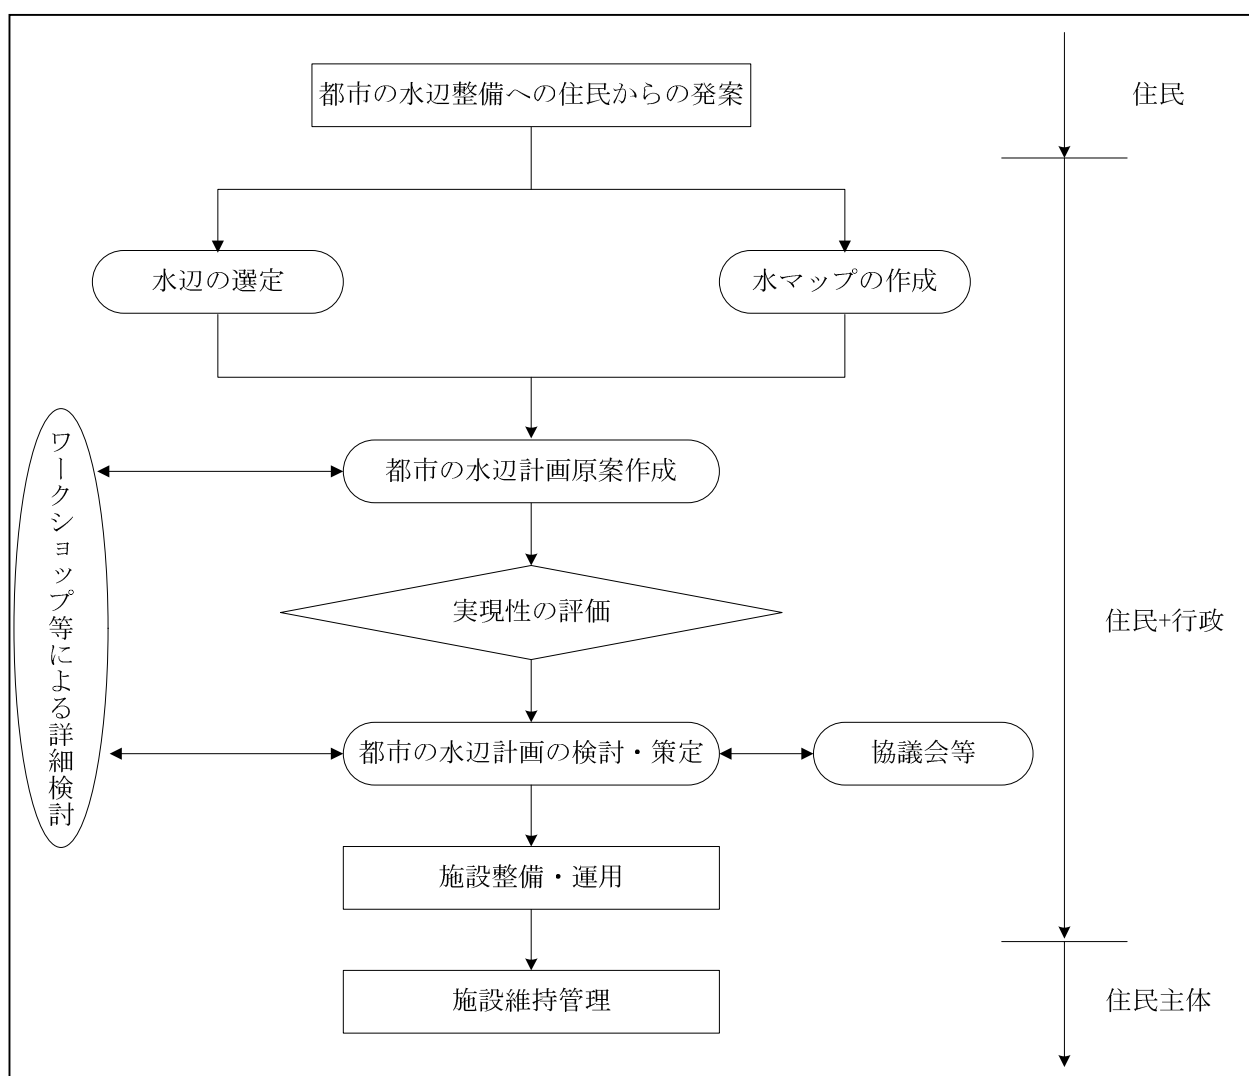 都市の水辺整備への住民からの発案
住民
水辺の選定
水マップの作成
ワークショップ等による詳細検討
都市の水辺計画原案作成
実現性の評価
住民+行政
都市の水辺計画の検討・策定
協議会等
施設整備・運用
施設維持管理
住民主体